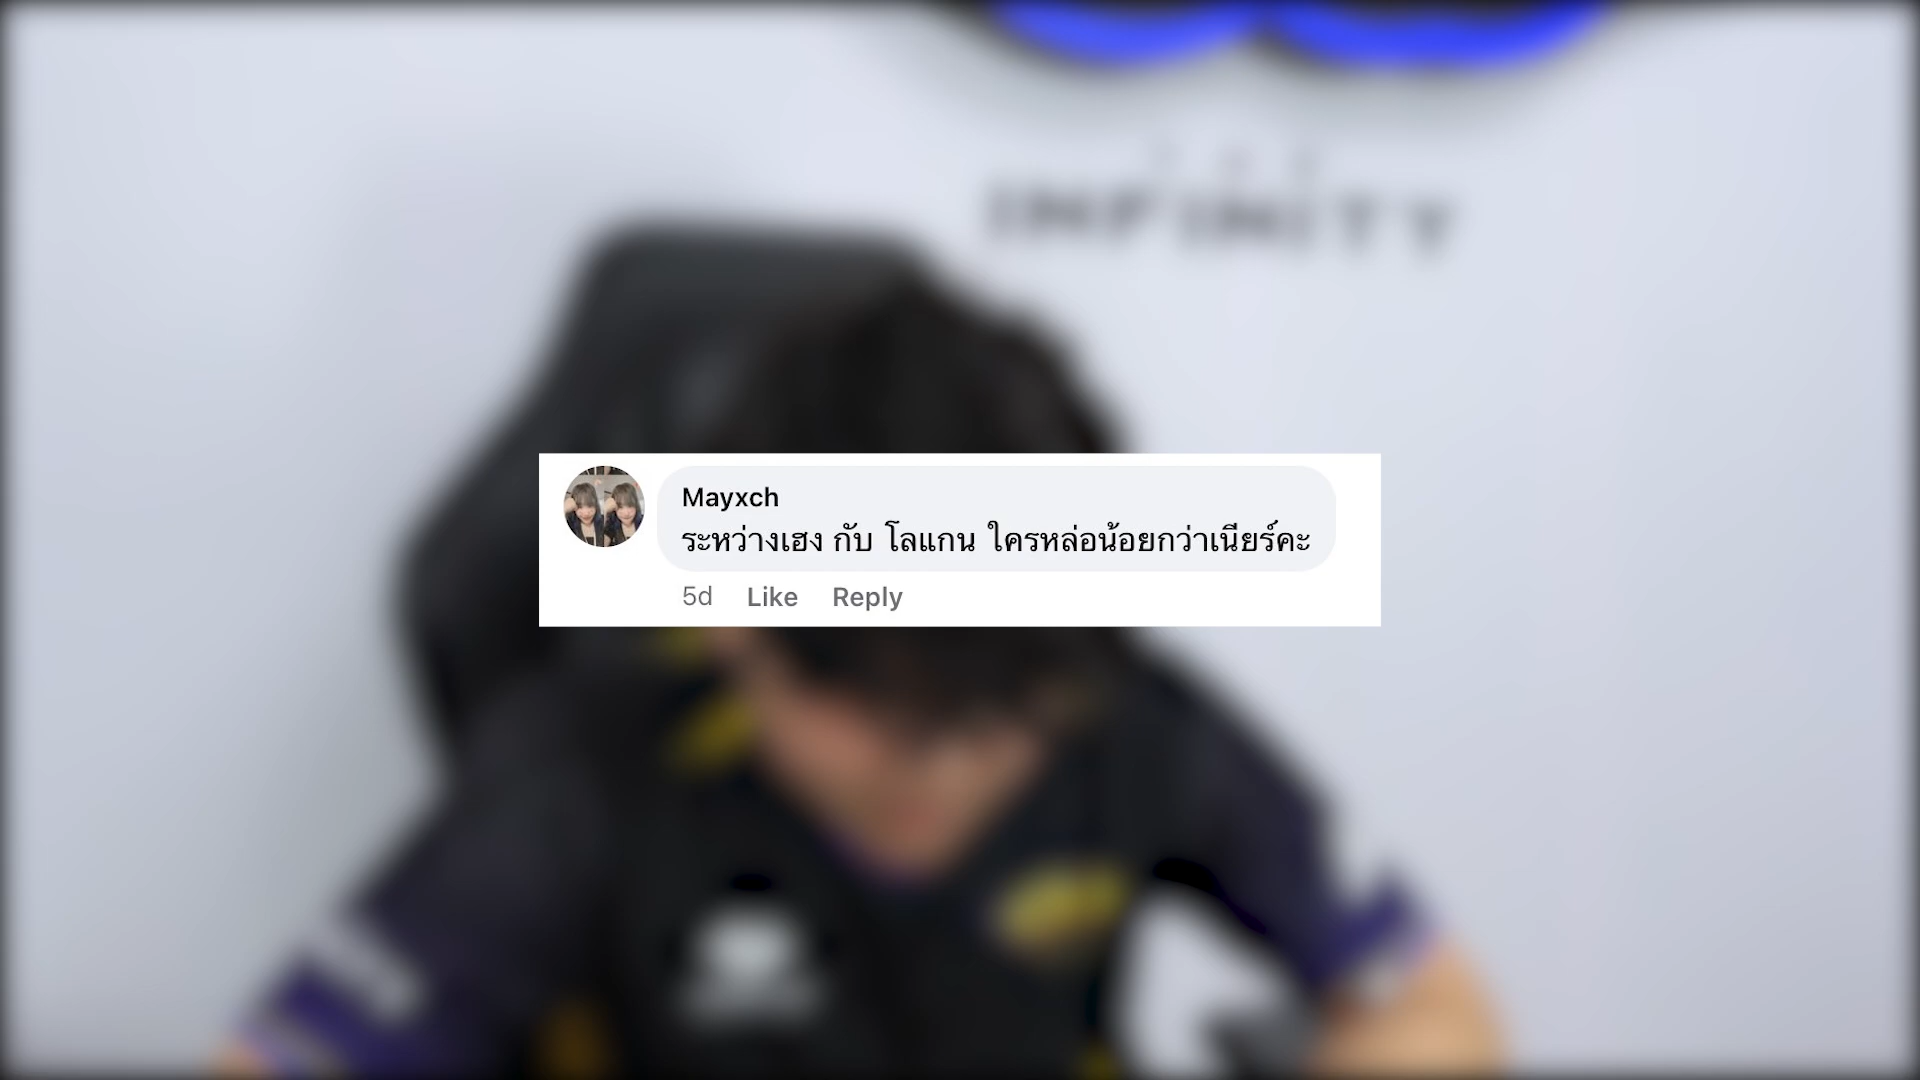 INFINITY
Mayxch
ระหว่างเฮง กับ โลแกน ใครหล่อน้อยกว่าเนียร์คะ
5d Like Reply